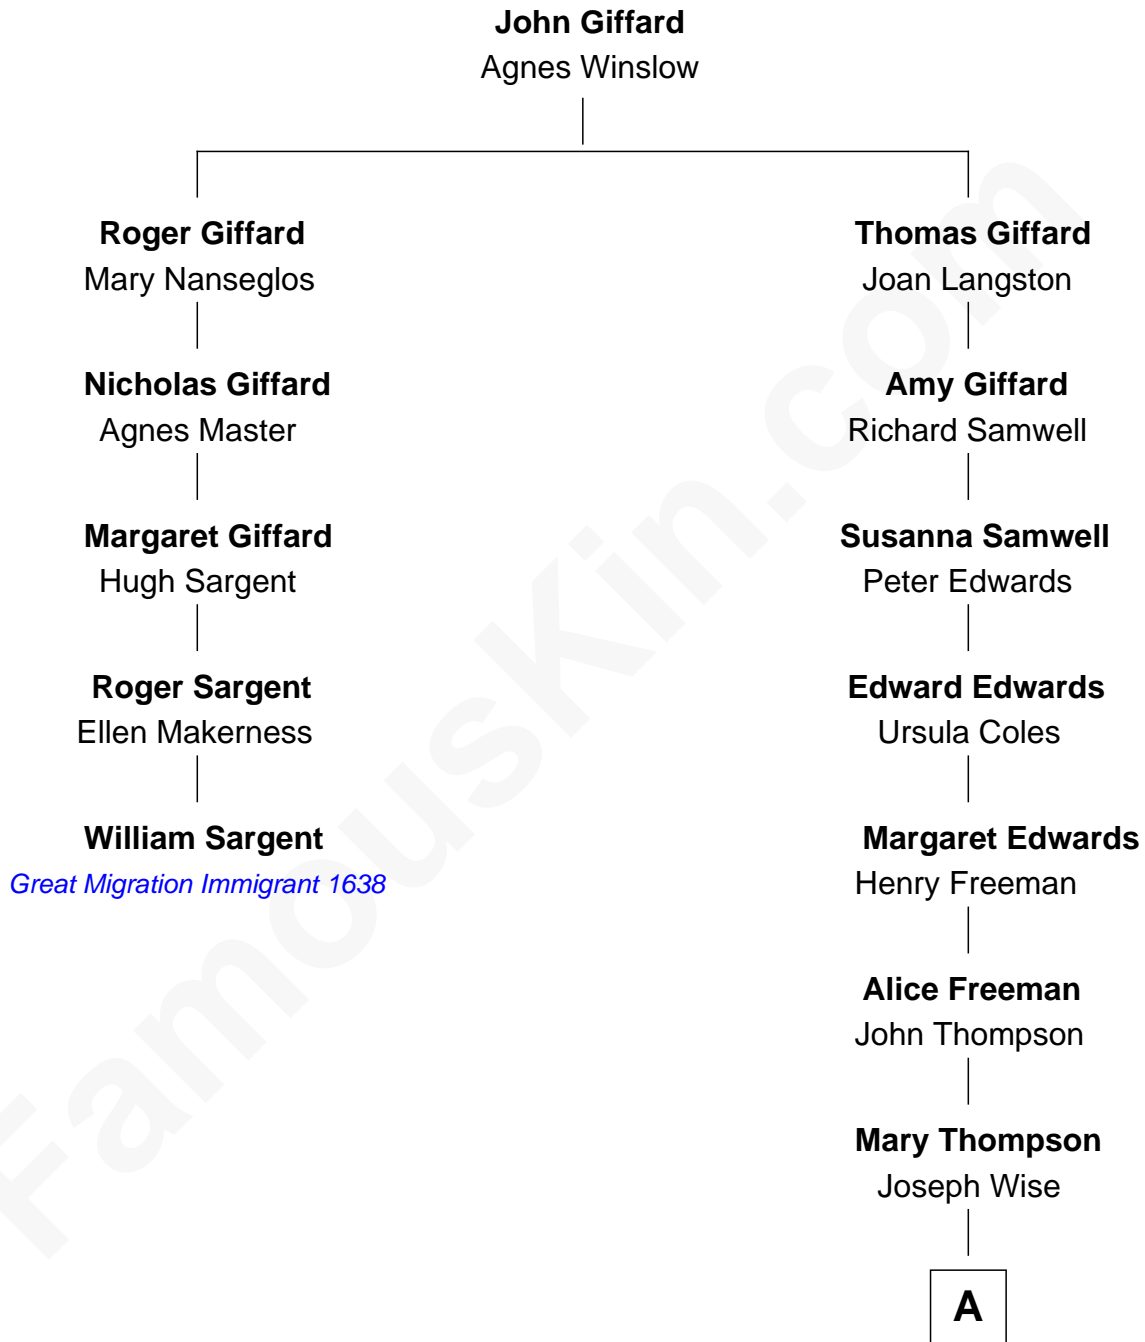 John Giffard
Agnes Winslow
Roger Giffard
Mary Nanseglos
Nicholas Giffard
Agnes Master
Margaret Giffard
Hugh Sargent
Roger Sargent
Ellen Makerness
William Sargent
Great Migration Immigrant 1638
Thomas Giffard
Joan Langston
Amy Giffard
Richard Samwell
Susanna Samwell
Peter Edwards
Edward Edwards
Ursula Coles
Margaret Edwards
Henry Freeman
Alice Freeman
John Thompson
Mary Thompson
Joseph Wise
A
FamousKin.com